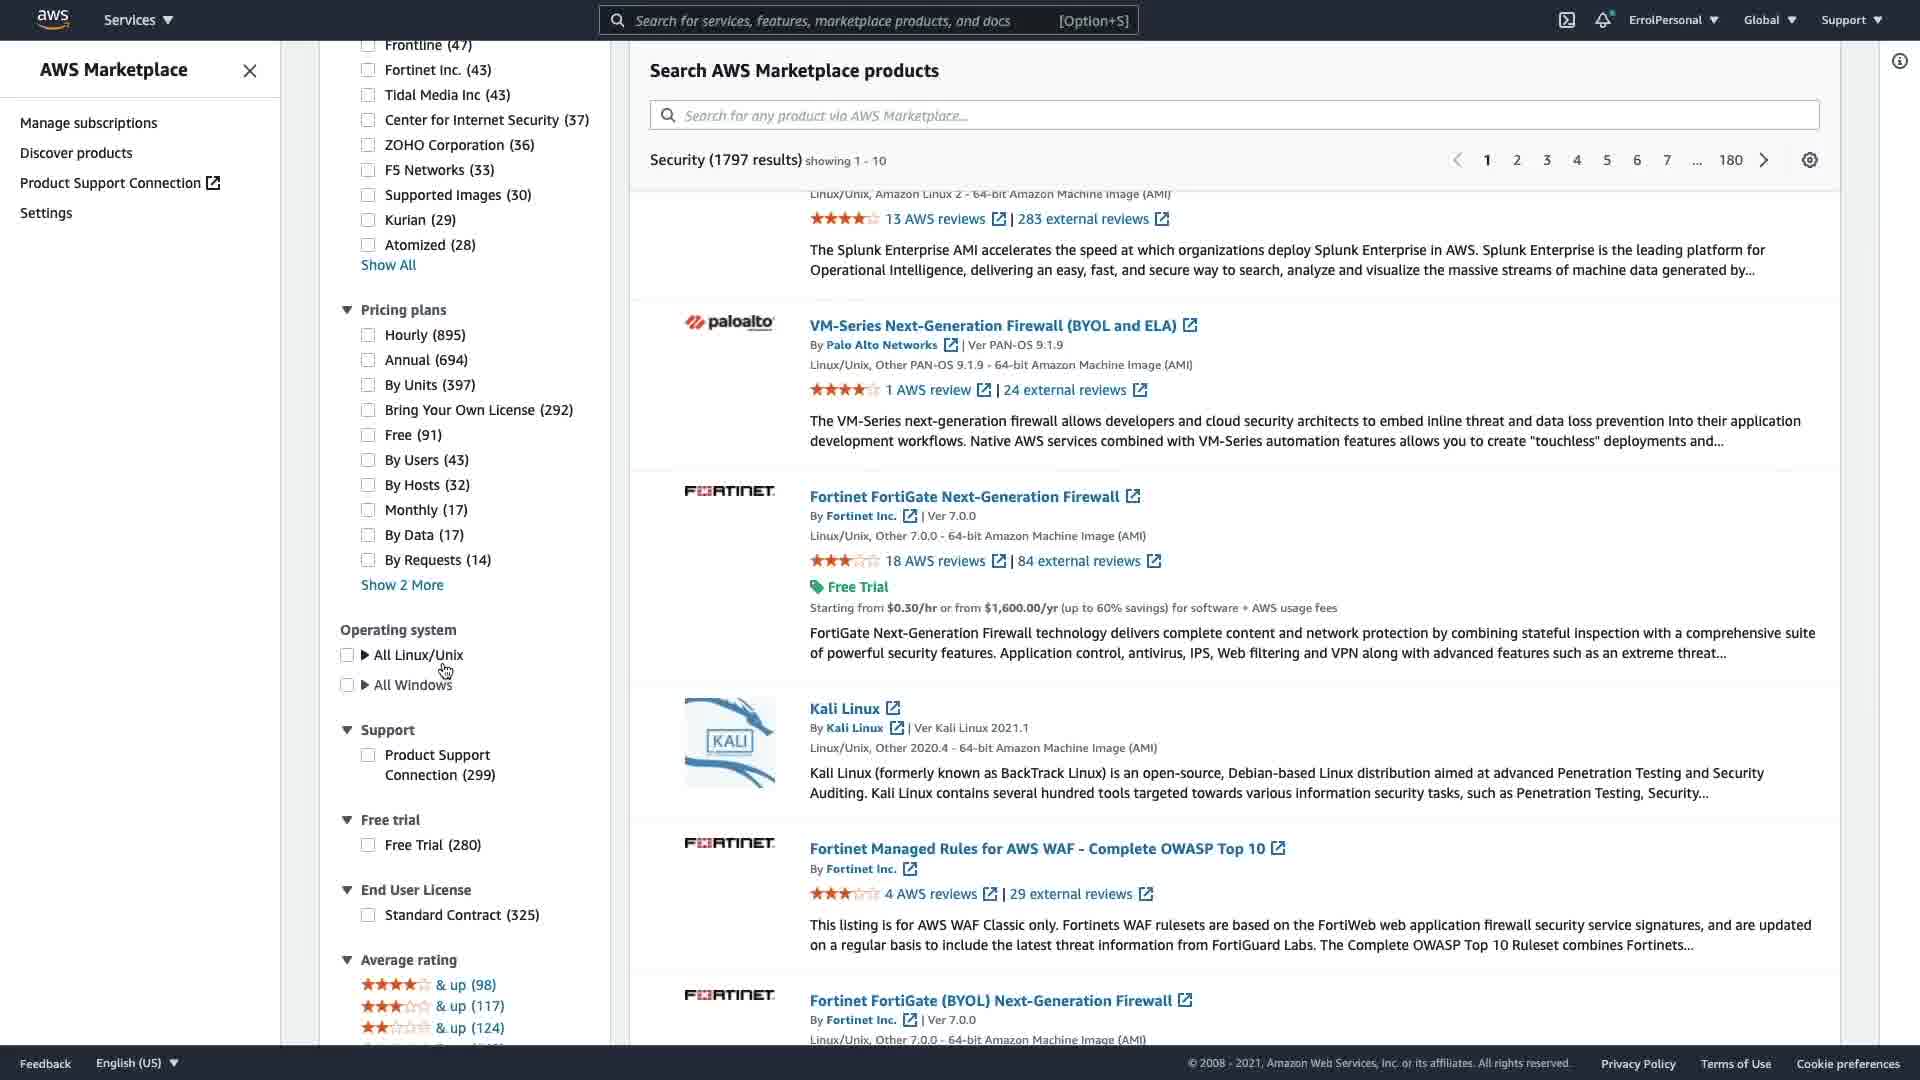 aws
Services
Search for services, features, marketplace products, and docs
[Option+S]
ErrolPersonal
Global
Support
AWS Marketplace
Manage subscriptions
Discover products
Product Support Connection
Settings
Frontline (47)
Fortinet Inc. (43)
Tidal Media Inc (43)
Center for Internet Security (37)
ZOHO Corporation (36)
F5 Networks (33)
Supported Images (30)
Kurian (29)
Atomized (28)
Show All
Pricing plans
Hourly (895)
Annual (694)
By Units (397)
Bring Your Own License (292)
Free (91)
By Users (43)
By Hosts (32)
Monthly (17)
By Data (17)
By Requests (14)
Show 2 More
Operating system
All Linux/Unix
All Windows
Support
Product Support
Connection (299)
Free trial
Free Trial (280)
End User License
Standard Contract (325)
Average rating
& up (98)
& up (117)
& up (124)
Search AWS Marketplace products
Search for any product via AWS Marketplace...
Security (1797 results) showing 1 - 10
1 2 3 4 5 6 7 ... 180
Linux/Unix, Amazon Linux 2 - 64-bit Amazon Machine Image (AMI)
13 AWS reviews | 283 external reviews
The Splunk Enterprise AMI accelerates the speed at which organizations deploy Splunk Enterprise in AWS. Splunk Enterprise is the leading platform for
Operational Intelligence, delivering an easy, fast, and secure way to search, analyze and visualize the massive streams of machine data generated by...
paloalto
VM-Series Next-Generation Firewall (BYOL and ELA)
By Palo Alto Networks | Ver PAN-OS 9.1.9
Linux/Unix, Other PAN-OS 9.1.9 - 64-bit Amazon Machine Image (AMI)
1 AWS review | 24 external reviews
The VM-Series next-generation firewall allows developers and cloud security architects to embed inline threat and data loss prevention into their application
development workflows. Native AWS services combined with VM-Series automation features allows you to create "touchless" deployments and...
FORTINET
Fortinet FortiGate Next-Generation Firewall
By Fortinet Inc. | Ver 7.0.0
Linux/Unix, Other 7.0.0 - 64-bit Amazon Machine Image (AMI)
18 AWS reviews | 84 external reviews
Free Trial
Starting from $0.30/hr or from $1,600.00/yr (up to 60% savings) for software + AWS usage fees
FortiGate Next-Generation Firewall technology delivers complete content and network protection by combining stateful inspection with a comprehensive suite
of powerful security features. Application control, antivirus, IPS, Web filtering and VPN along with advanced features such as an extreme threat...
KALI
Kali Linux
By Kali Linux | Ver Kali Linux 2021.1
Linux/Unix, Other 2020.4 - 64-bit Amazon Machine Image (AMI)
Kali Linux (formerly known as BackTrack Linux) is an open-source, Debian-based Linux distribution aimed at advanced Penetration Testing and Security
Auditing. Kali Linux contains several hundred tools targeted towards various information security tasks, such as Penetration Testing, Security...
FORTINET
Fortinet Managed Rules for AWS WAF - Complete OWASP Top 10
By Fortinet Inc.
4 AWS reviews | 29 external reviews
This listing is for AWS WAF Classic only. Fortinets WAF rulesets are based on the FortiWeb web application firewall security service signatures, and are updated
on a regular basis to include the latest threat information from FortiGuard Labs. The Complete OWASP Top 10 Ruleset combines Fortinets...
FORTINET
Fortinet FortiGate (BYOL) Next-Generation Firewall
By Fortinet Inc. | Ver 7.0.0
Linux/Unix, Other 7.0.0 - 64-bit Amazon Machine Image (AMI)
Feedback
English (US)
© 2008 - 2021, Amazon Web Services, Inc. or its affiliates. All rights reserved.
Privacy Policy
Terms of Use
Cookie preferences